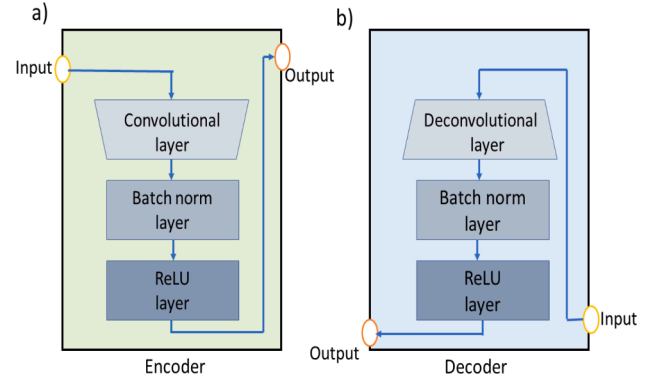 a)
Input
Output
Convolutional
layer
Batch norm
layer
ReLU
layer
Encoder
b)
Deconvolutional
layer
Batch norm
layer
ReLU
layer
Input
Output
Decoder